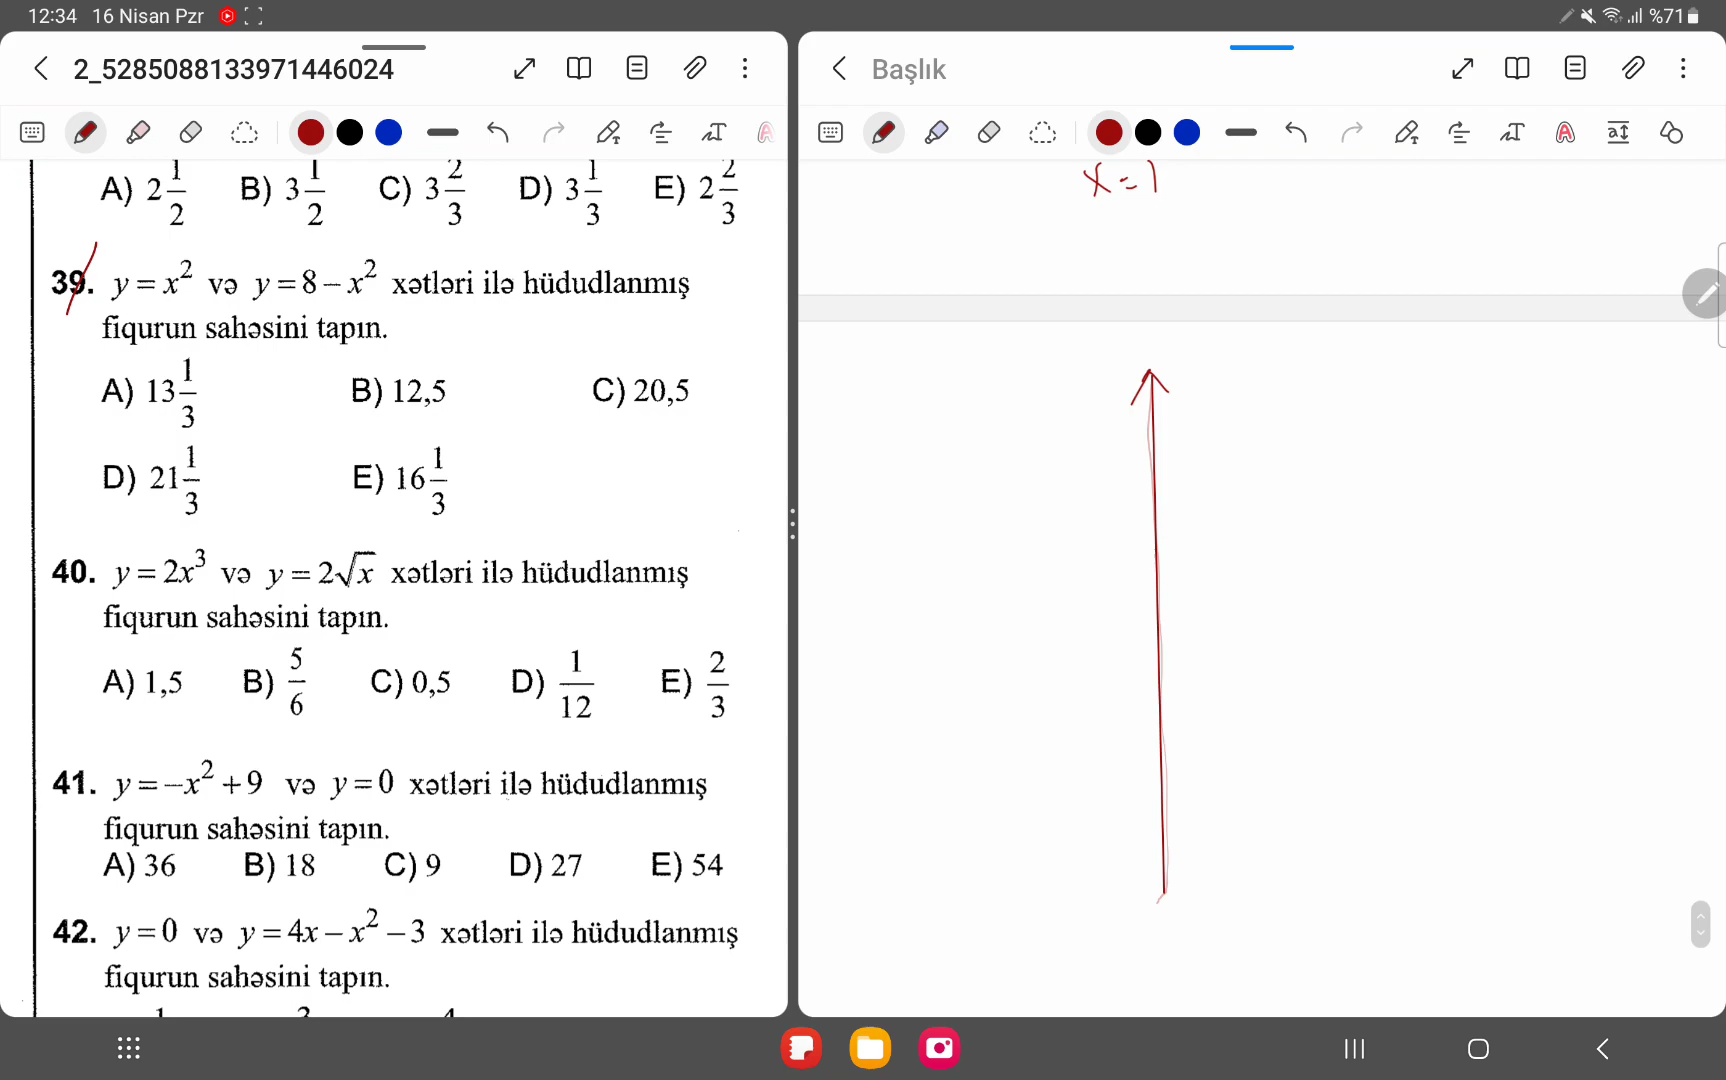 12:34 16 Nisan Pzr
%71
2_5285088133971446024
Başlık
A) 2 1/2 B) 3 1/2 C) 3 2/3 D) 3 1/3 E) 2 2/3
39. y = x² və y = 8 – x² xətləri ilə hüdudlanmış
fiqurun sahəsini tapın.
A) 13 1/3 B) 12,5 C) 20,5
D) 21 1/3 E) 16 1/3
40. y = 2x³ və y = 2√x xətləri ilə hüdudlanmış
fiqurun sahəsini tapın.
A) 1,5 B) 5/6 C) 0,5 D) 1/12 E) 2/3
41. y = –x² + 9 və y = 0 xətləri ilə hüdudlanmış
fiqurun sahəsini tapın.
A) 36 B) 18 C) 9 D) 27 E) 54
42. y = 0 və y = 4x – x² – 3 xətləri ilə hüdudlanmış
fiqurun sahəsini tapın.
x = 1